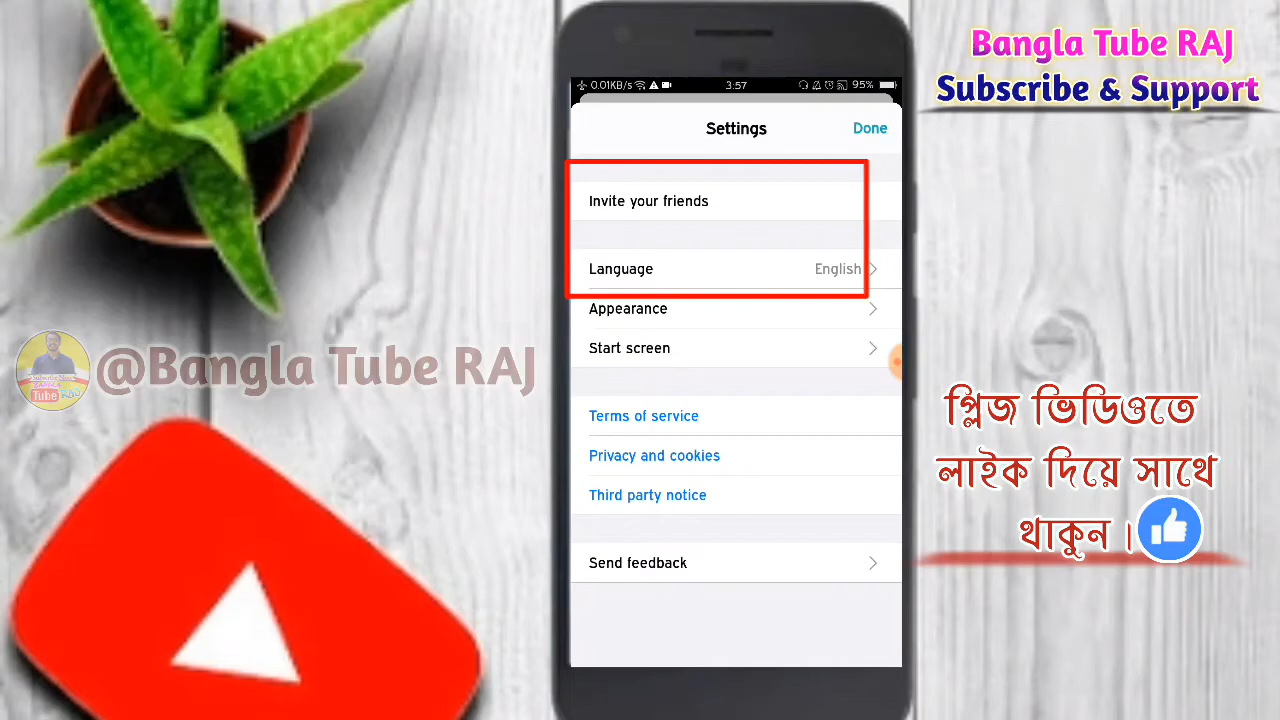 Bangla Tube RAJ
Subscribe & Support
0.01KB/s
3:57
95%
Settings
Done
Invite your friends
Language
English
Appearance
Start screen
Terms of service
Privacy and cookies
Third party notice
Send feedback
@Bangla Tube RAJ
প্লিজ ভিডিওতে
লাইক দিয়ে সাথে
থাকুন।